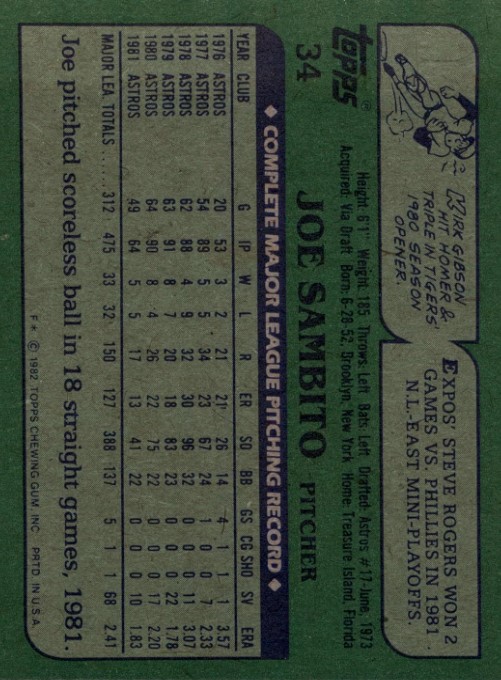 topps®
34
KIRK GIBSON
HIT HOMER &
TRIPLE IN TIGERS'
1980 SEASON
OPENER.
EXPOS' STEVE ROGERS WON 2
GAMES VS. PHILLIES IN 1981
N.L.-EAST MINI-PLAYOFFS.
JOE SAMBITO PITCHER
Height: 6'1" Weight: 185 Throws: Left Bats: Left Drafted: Astros #17-June, 1973
Acquired: Via Draft Born: 6-28-52, Brooklyn, New York Home: Treasure Island, Florida
◆ COMPLETE MAJOR LEAGUE PITCHING RECORD ◆
YEAR CLUB G IP W L R ER SO BB GS CG SHO SV ERA
1976 ASTROS 20 53 3 2 21 21 26 14 4 1 1 1 3.57
1977 ASTROS 54 89 5 5 34 23 67 24 1 0 0 7 2.33
1978 ASTROS 62 88 4 9 32 30 96 32 0 0 0 11 3.07
1979 ASTROS 63 91 8 7 20 18 83 23 0 0 0 22 1.78
1980 ASTROS 64 90 8 4 26 22 75 22 0 0 0 17 2.20
1981 ASTROS 49 64 5 5 17 13 41 22 0 0 0 10 1.83
MAJOR LEA. TOTALS ..... 312 475 33 32 150 127 388 137 5 1 1 68 2.41
Joe pitched scoreless ball in 18 straight games, 1981.
F* © 1982 TOPPS CHEWING GUM, INC. PRTD. IN U.S.A.